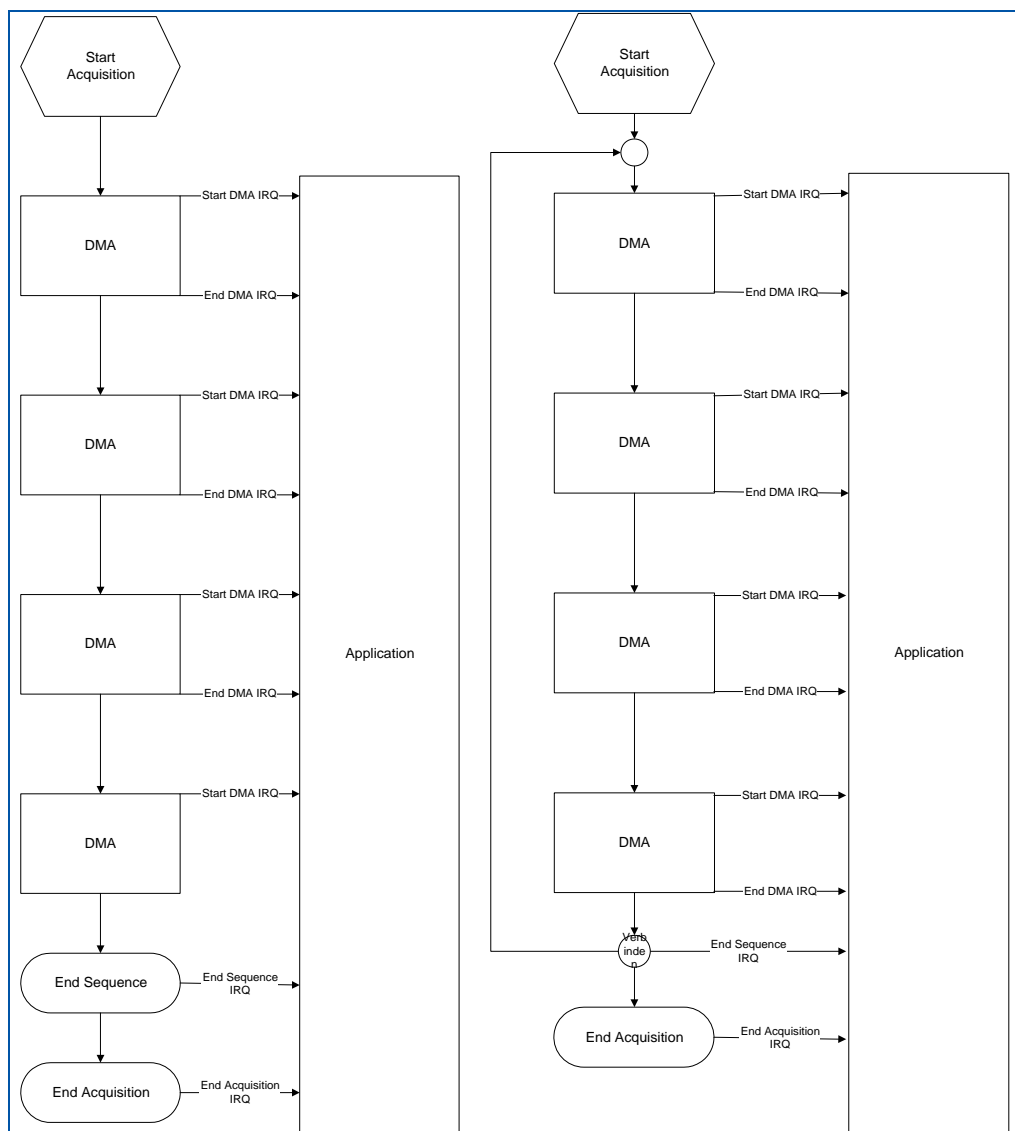 Start
Acquisition
Start DMA IRQ
DMA
End DMA IRQ
Start DMA IRQ
DMA
End DMA IRQ
Start DMA IRQ
DMA
End DMA IRQ
Application
Start DMA IRQ
DMA
End Sequence
End Sequence
IRQ
End Acquisition
End Acquisition
IRQ
Start
Acquisition
Start DMA IRQ
DMA
End DMA IRQ
Start DMA IRQ
DMA
End DMA IRQ
Start DMA IRQ
DMA
End DMA IRQ
Application
Start DMA IRQ
DMA
End DMA IRQ
Verb
inde
n
End Sequence
IRQ
End Acquisition
End Acquisition
IRQ